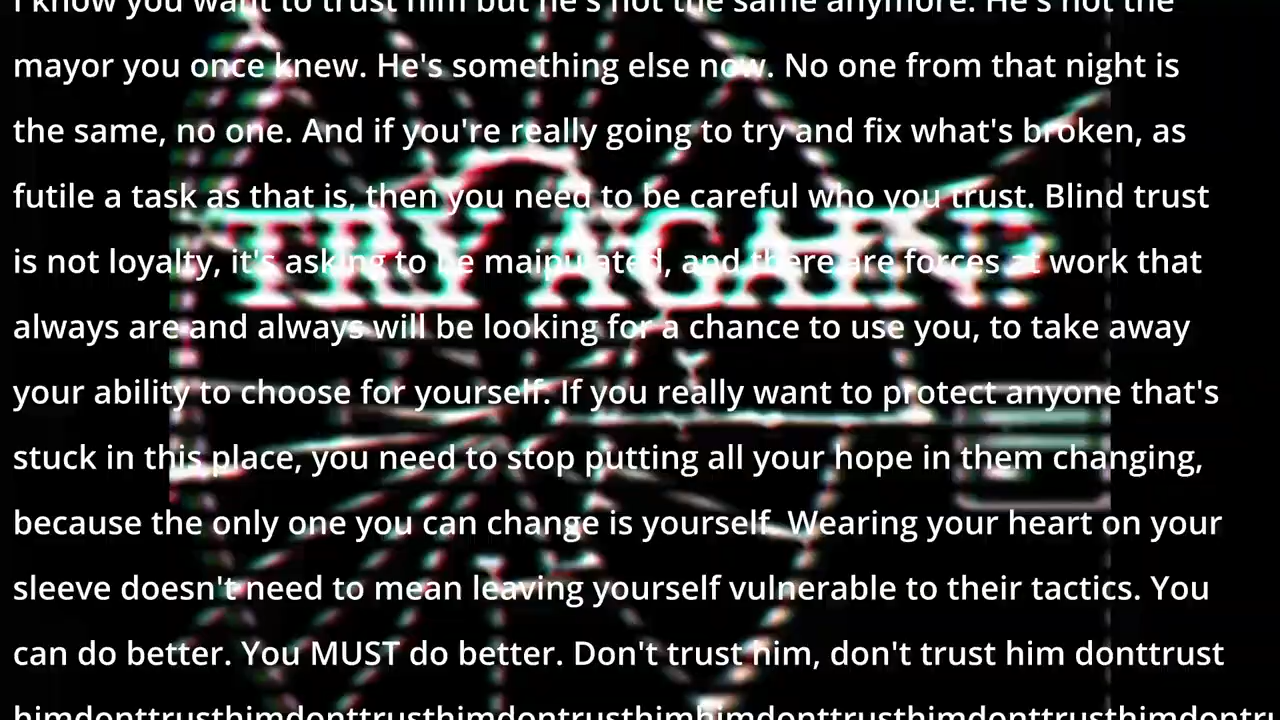 I know you want to trust him but he's not the same anymore. He's not the
mayor you once knew. He's something else now. No one from that night is
the same, no one. And if you're really going to try and fix what's broken, as
futile a task as that is, then you need to be careful who you trust. Blind trust
TRY AGAIN?
is not loyalty, it's asking to be maipulated, and there are forces at work that
always are and always will be looking for a chance to use you, to take away
your ability to choose for yourself. If you really want to protect anyone that's
stuck in this place, you need to stop putting all your hope in them changing,
because the only one you can change is yourself. Wearing your heart on your
sleeve doesn't need to mean leaving yourself vulnerable to their tactics. You
can do better. You MUST do better. Don't trust him, don't trust him donttrust
himdonttrusthimdonttrusthimdonttrusthimhimdonttrusthimdonttrusthimdontru